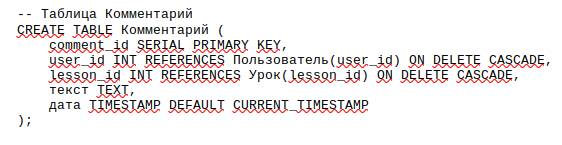 -- Таблица Комментарий
CREATE TABLE Комментарий (
    comment_id SERIAL PRIMARY KEY,
    user_id INT REFERENCES Пользователь(user_id) ON DELETE CASCADE,
    lesson_id INT REFERENCES Урок(lesson_id) ON DELETE CASCADE,
    текст TEXT,
    дата TIMESTAMP DEFAULT CURRENT_TIMESTAMP
);